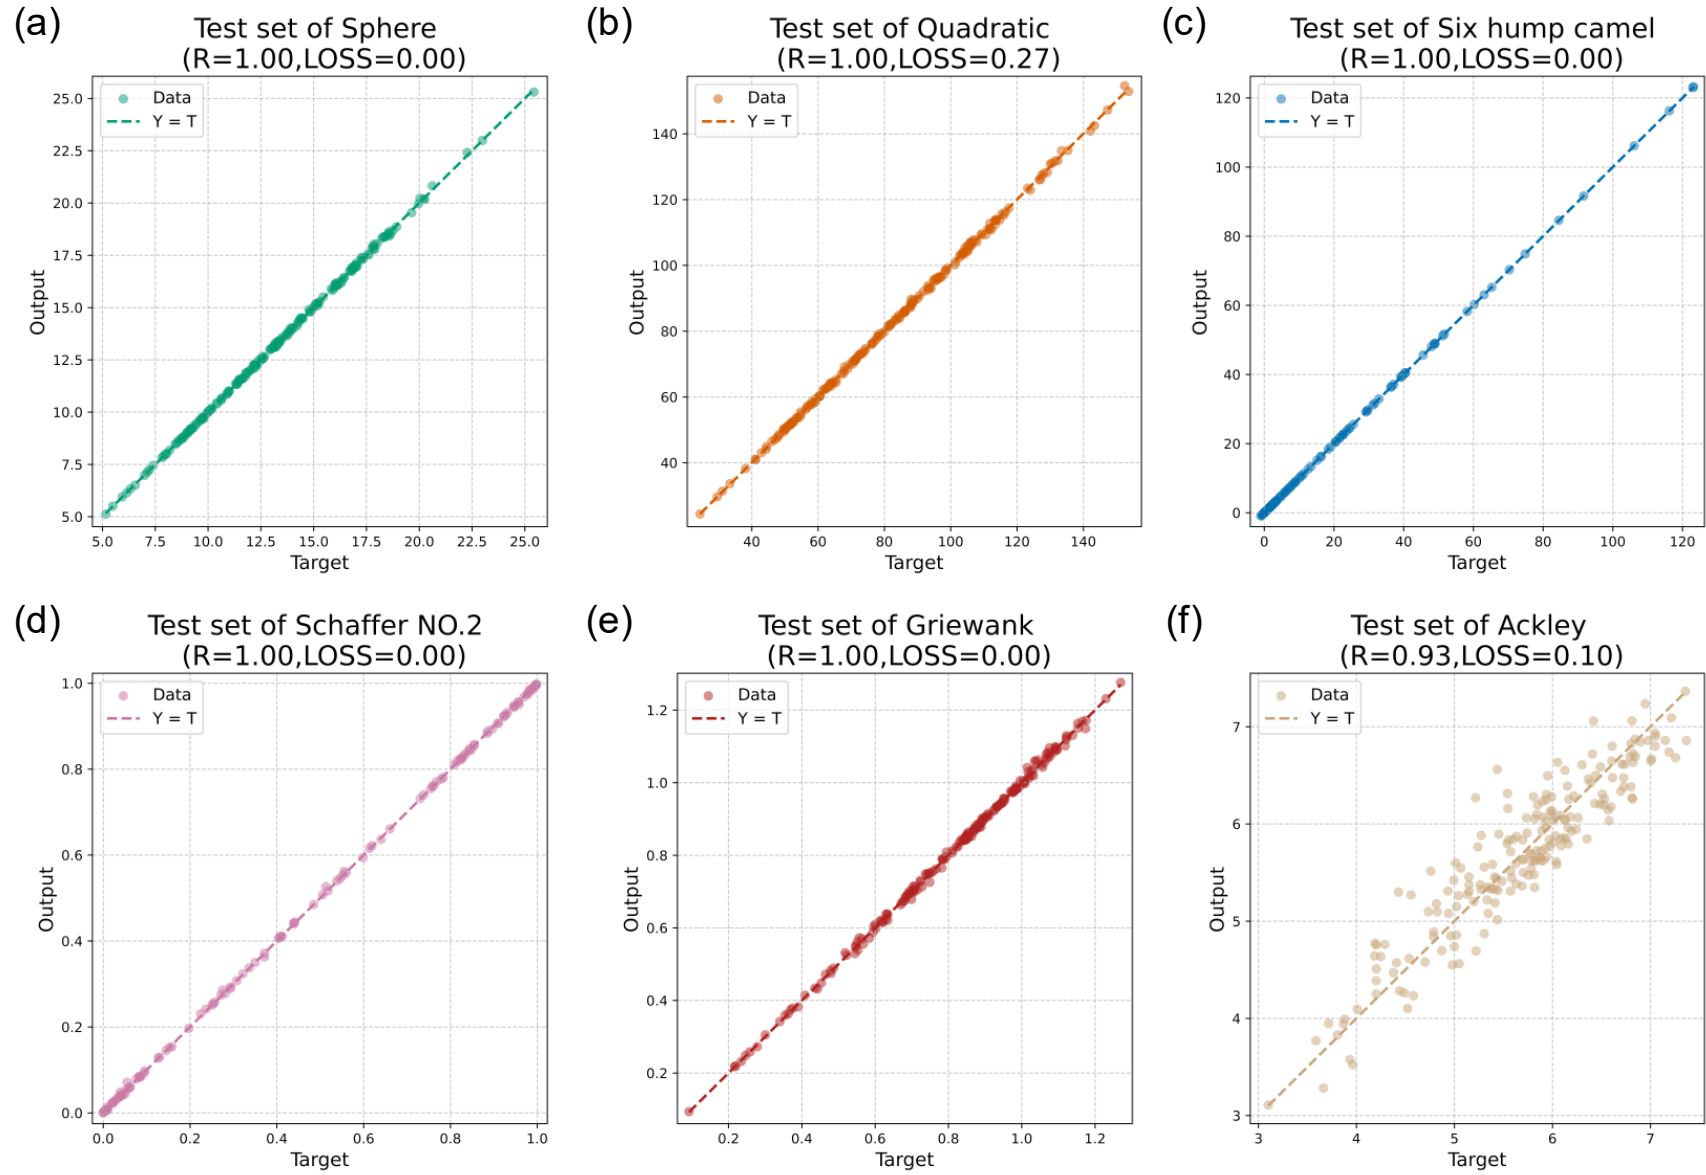 (a)
Test set of Sphere
(R=1.00,LOSS=0.00)
Data
Y = T
25.0
22.5
20.0
17.5
15.0
12.5
10.0
7.5
5.0
Output
5.0 7.5 10.0 12.5 15.0 17.5 20.0 22.5 25.0
Target
(b)
Test set of Quadratic
(R=1.00,LOSS=0.27)
Data
Y = T
140
120
100
80
60
40
Output
40 60 80 100 120 140
Target
(c)
Test set of Six hump camel
(R=1.00,LOSS=0.00)
Data
Y = T
120
100
80
60
40
20
0
Output
0 20 40 60 80 100 120
Target
(d)
Test set of Schaffer NO.2
(R=1.00,LOSS=0.00)
Data
Y = T
1.0
0.8
0.6
0.4
0.2
0.0
Output
0.0 0.2 0.4 0.6 0.8 1.0
Target
(e)
Test set of Griewank
(R=1.00,LOSS=0.00)
Data
Y = T
1.2
1.0
0.8
0.6
0.4
0.2
Output
0.2 0.4 0.6 0.8 1.0 1.2
Target
(f)
Test set of Ackley
(R=0.93,LOSS=0.10)
Data
Y = T
7
6
5
4
3
Output
3 4 5 6 7
Target